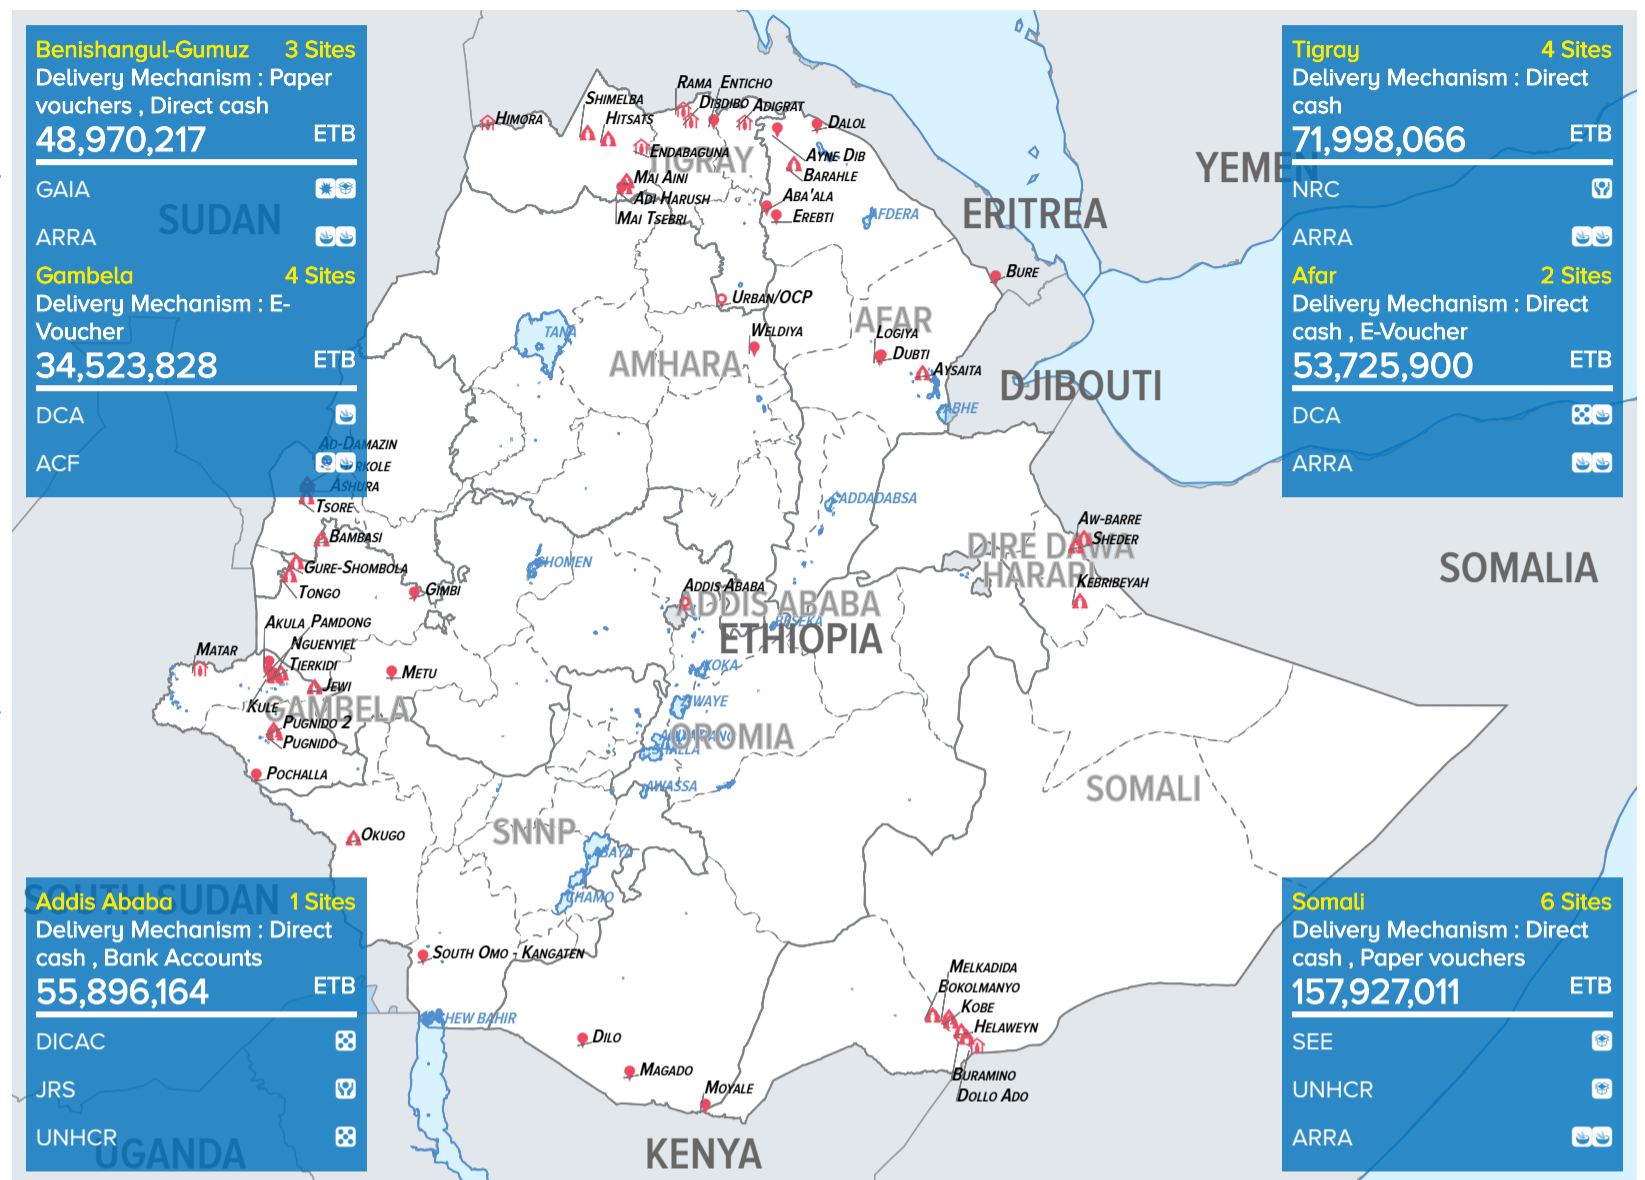 Benishangul-Gumuz 3 Sites
Delivery Mechanism : Paper
vouchers , Direct cash
48,970,217 ETB
GAIA
ARRA
Gambela 4 Sites
Delivery Mechanism : E-
Voucher
34,523,828 ETB
DCA
ACF
Tigray 4 Sites
Delivery Mechanism : Direct
cash
71,998,066 ETB
NRC
ARRA
Afar 2 Sites
Delivery Mechanism : Direct
cash , E-Voucher
53,725,900 ETB
DCA
ARRA
Addis Ababa 1 Sites
Delivery Mechanism : Direct
cash , Bank Accounts
55,896,164 ETB
DICAC
JRS
UNHCR
Somali 6 Sites
Delivery Mechanism : Direct
cash , Paper vouchers
157,927,011 ETB
SEE
UNHCR
ARRA
SUDAN
ERITREA
YEMEN
DJIBOUTI
SOMALIA
ETHIOPIA
SOUTH SUDAN
UGANDA
KENYA
TIGRAY
AFAR
AMHARA
DIRE DAWA
HARARI
ADDIS ABABA
GAMBELA
OROMIA
SOMALI
SNNP
HIMORA
SHIMELBA
HITSATS
RAMA
ENTICHO
DIBDIBO
ADIGRAT
DALOL
ENDABAGUNA
AYNE DIB
BARAHLE
MAI AINI
ADI HARUSH
MAI TSEBRI
ABA'ALA
EREBTI
AFDERA
BURE
URBAN/OCP
WELDIYA
TANA
LOGIYA
DUBTI
AYSAITA
ABHE
AD-DAMAZIN
RKOLE
ASHURA
TSORE
BAMBASI
GURE-SHOMBOLA
TONGO
GIMBI
CHOMEN
ADDADABSA
AW-BARRE
SHEDER
KEBRIBEYAH
ADDIS ABABA
BESEKA
AKULA PAMDONG
NGUENYIEL
TIERKIDI
MATAR
JEWI
KULE
METU
PUGNIDO 2
PUGNIDO
POCHALLA
KOKA
ZIWAYE
SHALLA
AWASSA
OKUGO
ABAYA
CHAMO
SOUTH OMO - KANGATEN
CHEW BAHIR
DILO
MAGADO
MOYALE
MELKADIDA
BOKOLMANYO
KOBE
HELAWEYN
BURAMINO
DOLLO ADO